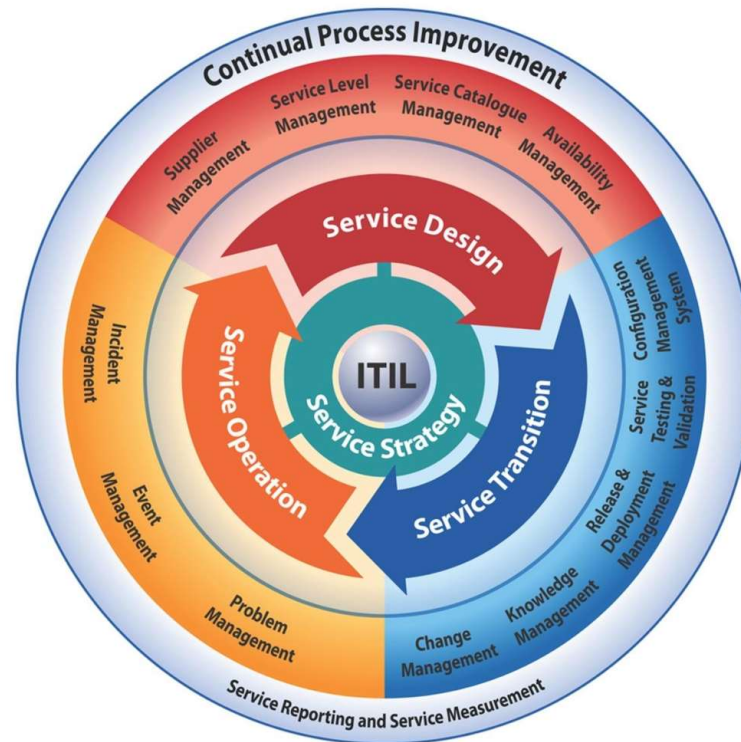 Continual Process Improvement
Supplier
Management
Service Level
Management
Service Catalogue
Management
Availability
Management
Configuration
Management
System
Service
Testing &
Validation
Release &
Deployment
Management
Knowledge
Management
Change
Management
Problem
Management
Event
Management
Incident
Management
Service Design
Service Transition
Service Operation
Service Strategy
ITIL
Service Reporting and Service Measurement